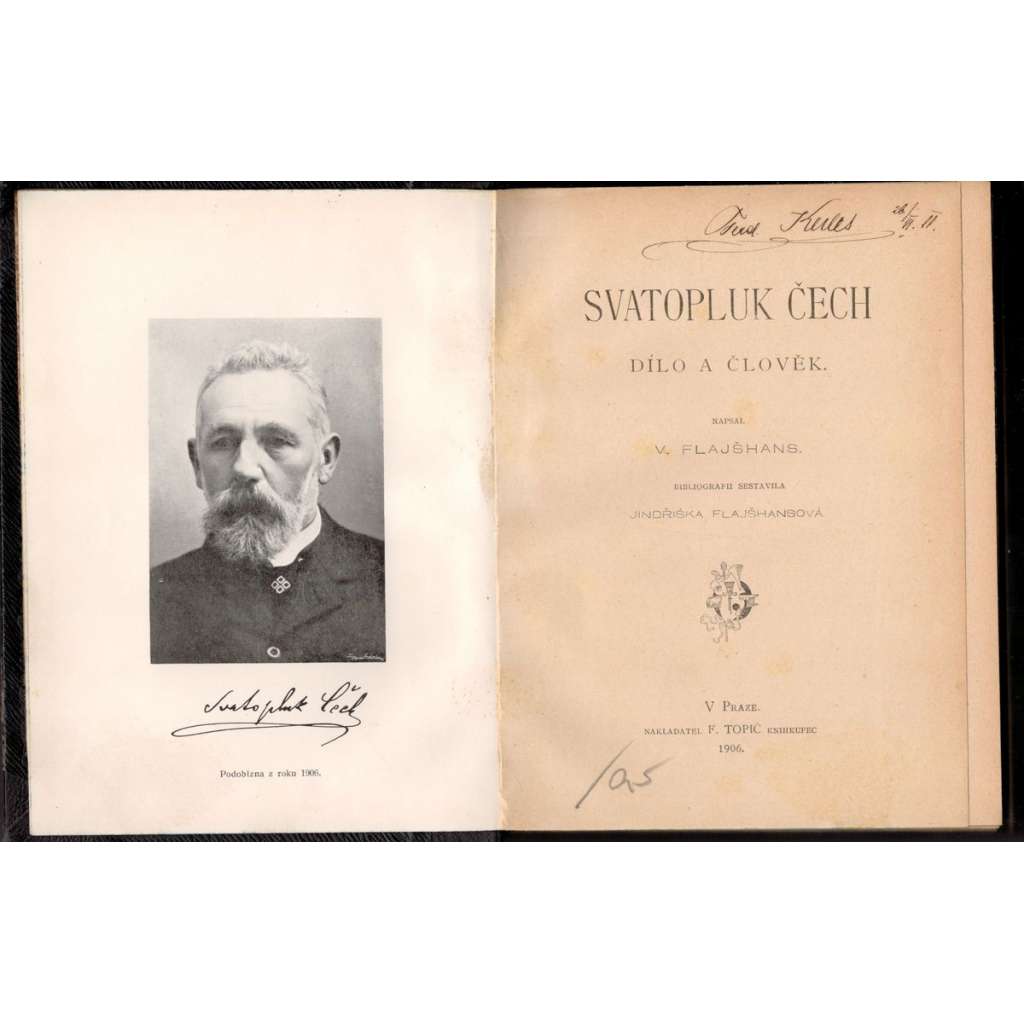 Svatopluk Čech
Podobizna z roku 1906.
SVATOPLUK ČECH
DÍLO A ČLOVĚK.
NAPSAL
V. FLAJŠHANS.
BIBLIOGRAFII SESTAVILA
JINDŘIŠKA FLAJŠHANSOVÁ
V PRAZE.
NAKLADATEL F. TOPIČ KNIHKUPEC
1906.